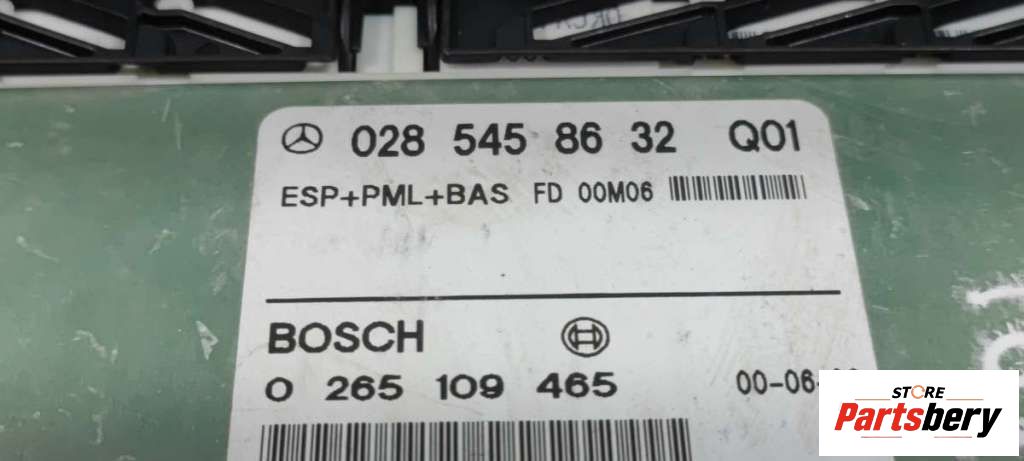 028 545 86 32 Q01
ESP+PML+BAS FD 00M06
BOSCH
0 265 109 465 00-06-
STORE
Partsbery